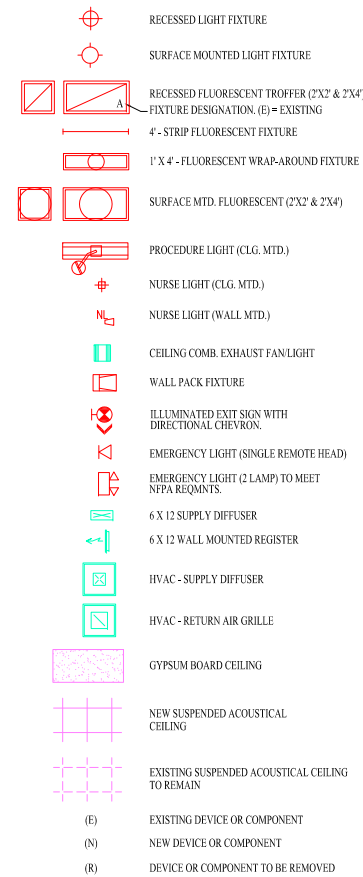 RECESSED LIGHT FIXTURE
SURFACE MOUNTED LIGHT FIXTURE
RECESSED FLUORESCENT TROFFER (2'X2' & 2'X4'
A
FIXTURE DESIGNATION. (E) = EXISTING
4' - STRIP FLUORESCENT FIXTURE
1' X 4' - FLUORESCENT WRAP-AROUND FIXTURE
SURFACE MTD. FLUORESCENT (2'X2' & 2'X4')
PROCEDURE LIGHT (CLG. MTD.)
NURSE LIGHT (CLG. MTD.)
NL
NURSE LIGHT (WALL MTD.)
CEILING COMB. EXHAUST FAN/LIGHT
WALL PACK FIXTURE
ILLUMINATED EXIT SIGN WITH
DIRECTIONAL CHEVRON.
EMERGENCY LIGHT (SINGLE REMOTE HEAD)
EMERGENCY LIGHT (2 LAMP) TO MEET
NFPA REQMNTS.
6 X 12 SUPPLY DIFFUSER
6 X 12 WALL MOUNTED REGISTER
HVAC - SUPPLY DIFFUSER
HVAC - RETURN AIR GRILLE
GYPSUM BOARD CEILING
NEW SUSPENDED ACOUSTICAL
CEILING
EXISTING SUSPENDED ACOUSTICAL CEILING
TO REMAIN
(E) EXISTING DEVICE OR COMPONENT
(N) NEW DEVICE OR COMPONENT
(R) DEVICE OR COMPONENT TO BE REMOVED